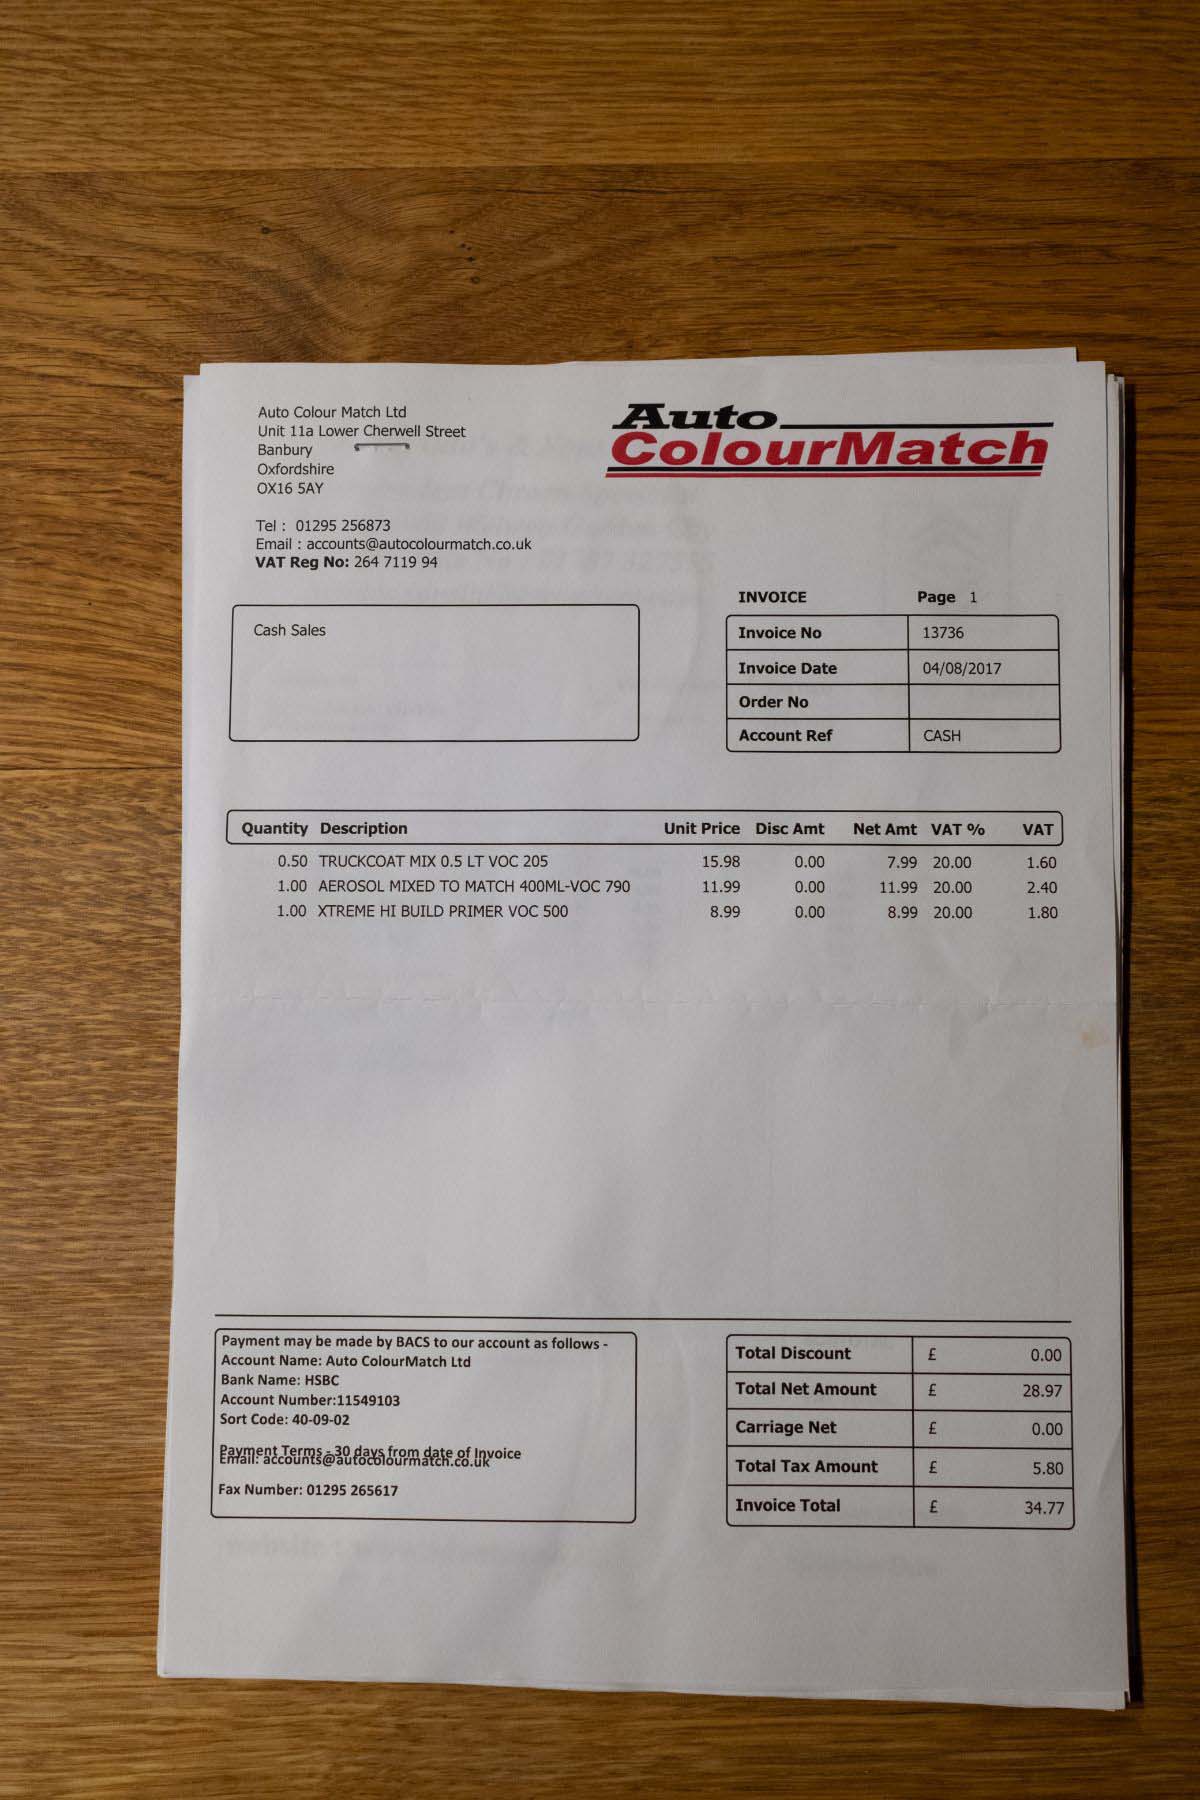 Auto Colour Match Ltd
Unit 11a Lower Cherwell Street
Banbury
Oxfordshire
OX16 5AY
Tel : 01295 256873
Email : accounts@autocolourmatch.co.uk
VAT Reg No: 264 7119 94
Auto
ColourMatch
Cash Sales
INVOICE Page 1
Invoice No 13736
Invoice Date 04/08/2017
Order No
Account Ref CASH
Quantity Description Unit Price Disc Amt Net Amt VAT % VAT
0.50 TRUCKCOAT MIX 0.5 LT VOC 205 15.98 0.00 7.99 20.00 1.60
1.00 AEROSOL MIXED TO MATCH 400ML-VOC 790 11.99 0.00 11.99 20.00 2.40
1.00 XTREME HI BUILD PRIMER VOC 500 8.99 0.00 8.99 20.00 1.80
Payment may be made by BACS to our account as follows -
Account Name: Auto ColourMatch Ltd
Bank Name: HSBC
Account Number:11549103
Sort Code: 40-09-02
Payment Terms - 30 days from date of Invoice
Email: accounts@autocolourmatch.co.uk
Fax Number: 01295 265617
Total Discount £ 0.00
Total Net Amount £ 28.97
Carriage Net £ 0.00
Total Tax Amount £ 5.80
Invoice Total £ 34.77